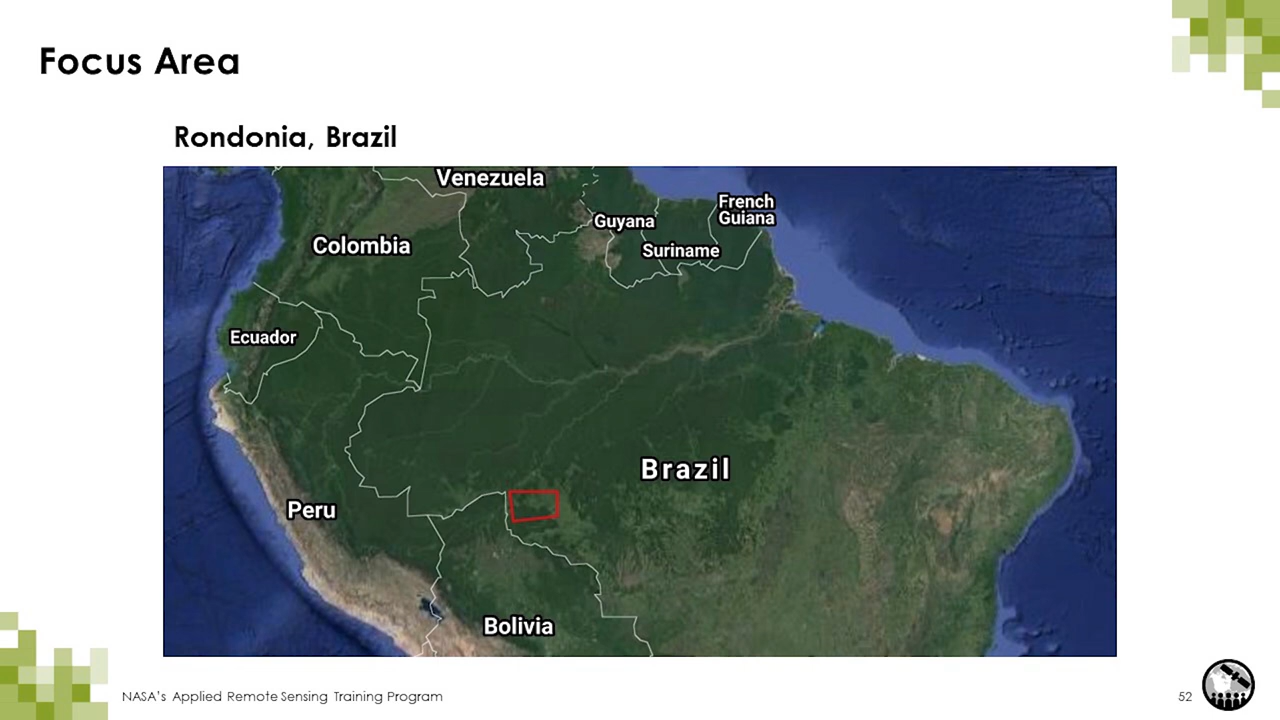 Focus Area
Rondonia, Brazil
Venezuela
Guyana
French
Guiana
Suriname
Colombia
Ecuador
Brazil
Peru
Bolivia
NASA's Applied Remote Sensing Training Program
52